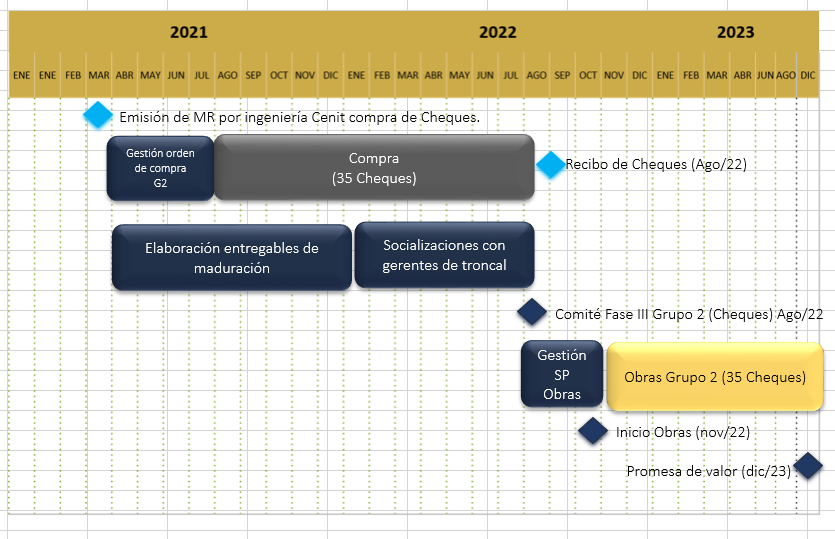 2021 2022 2023
ENE ENE FEB MAR ABR MAY JUN JUL AGO SEP OCT NOV DIC ENE FEB MAR ABR MAY JUN AGO SEP OCT NOV DIC ENE FEB MAR ABR JUN AGO DIC
Emisión de MR por ingeniería Cenit compra de Cheques.
Gestión orden
de compra
G2
Compra
(35 Cheques)
Recibo de Cheques (Ago/22)
Elaboración entregables de
maduración
Socializaciones con
gerentes de troncal
Comité Fase III Grupo 2 (Cheques) Ago/22
Gestión
SP
Obras
Obras Grupo 2 (35 Cheques)
Inicio Obras (nov/22)
Promesa de valor (dic/23)